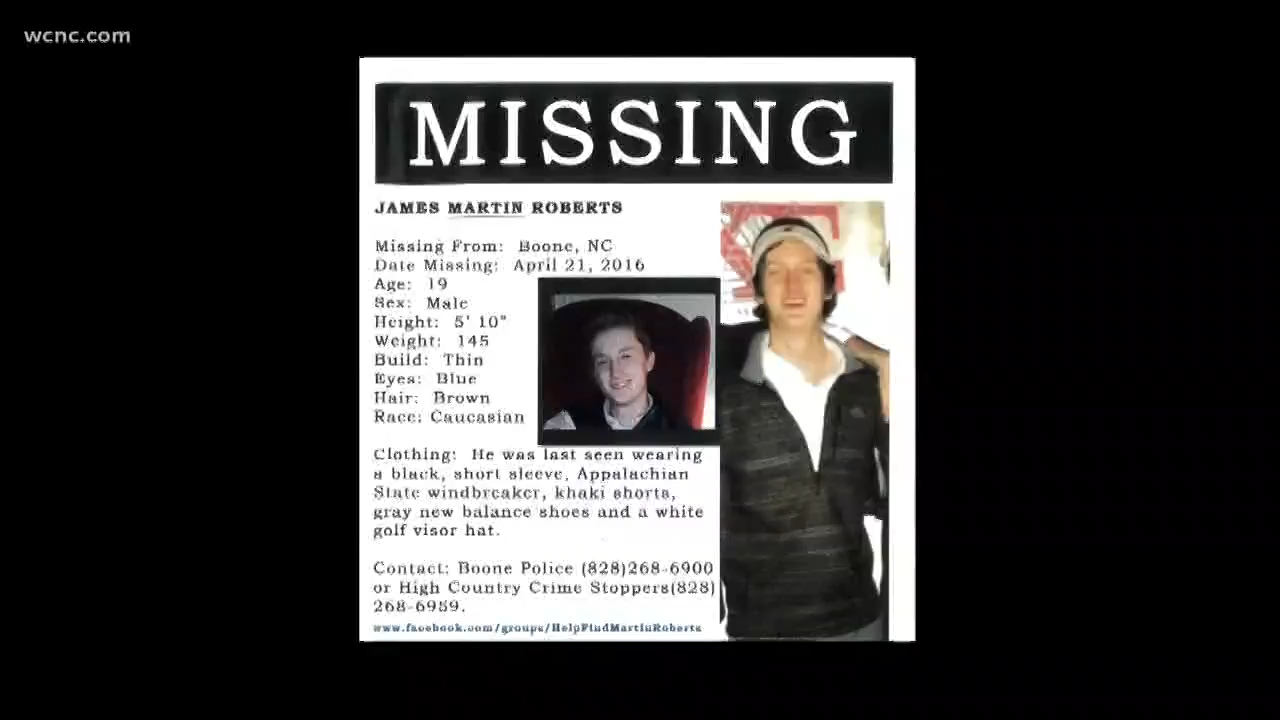 wcnc.com
MISSING
JAMES MARTIN ROBERTS
Missing From: Boone, NC
Date Missing: April 21, 2016
Age: 19
Sex: Male
Height: 5' 10"
Weight: 145
Build: Thin
Eyes: Blue
Hair: Brown
Race: Caucasian
Clothing: He was last seen wearing
a black, short sleeve, Appalachian
State windbreaker, khaki shorts,
gray new balance shoes and a white
golf visor hat.
Contact: Boone Police (828)268-6900
or High Country Crime Stoppers(828)
268-6959.
www.facebook.com/groups/HelpFindMartinRoberts